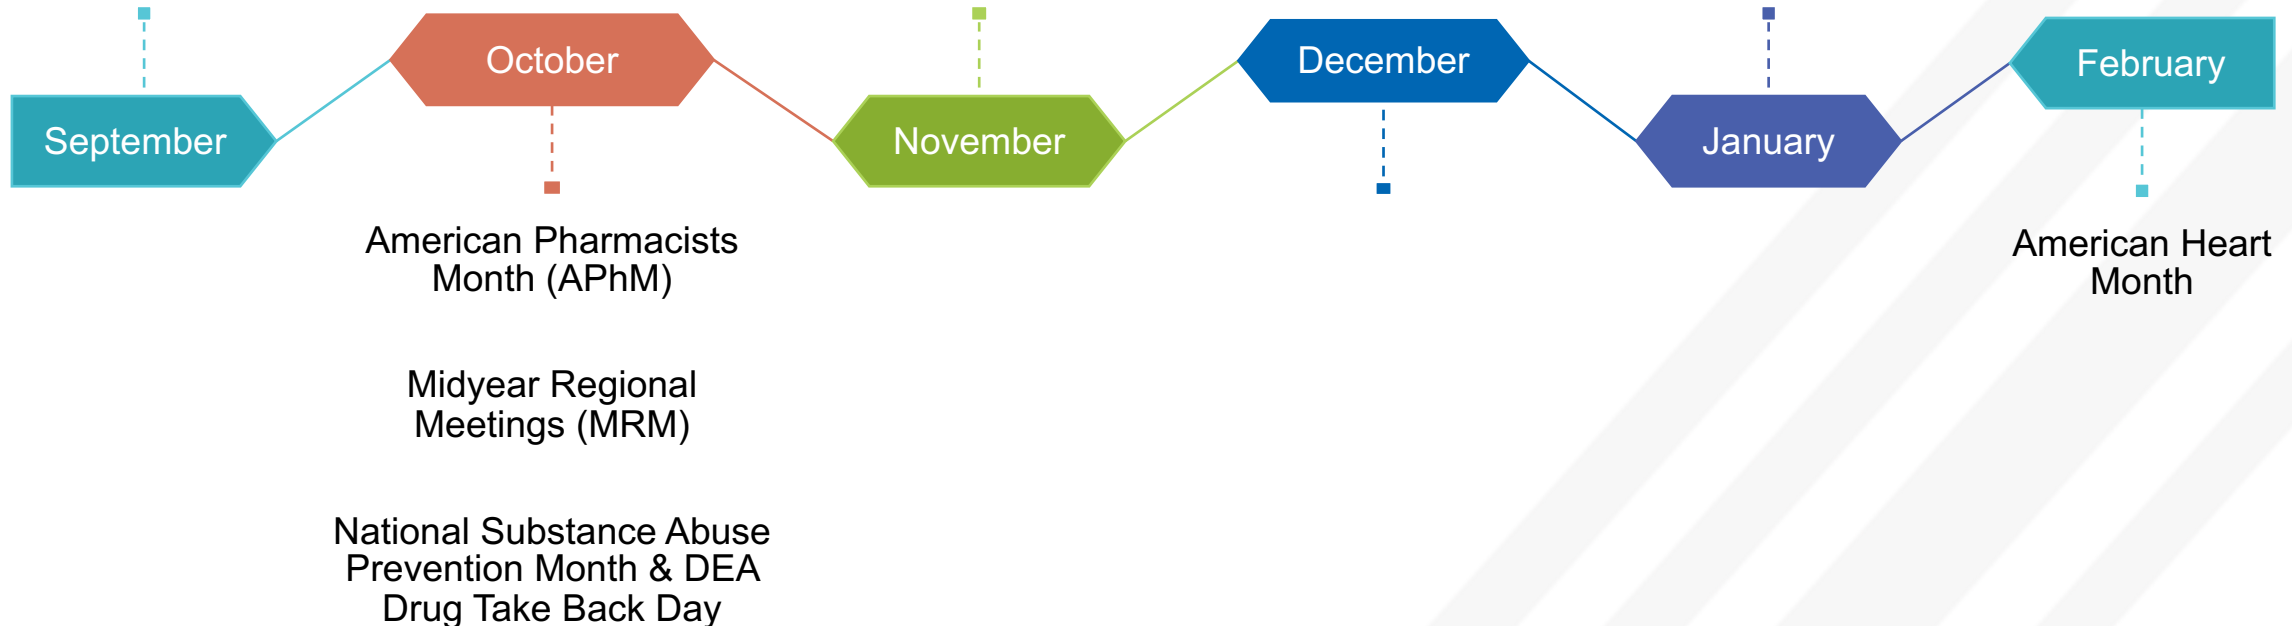 September
October
November
December
January
February
American Pharmacists
Month (APhM)
Midyear Regional
Meetings (MRM)
National Substance Abuse
Prevention Month & DEA
Drug Take Back Day
American Heart
Month